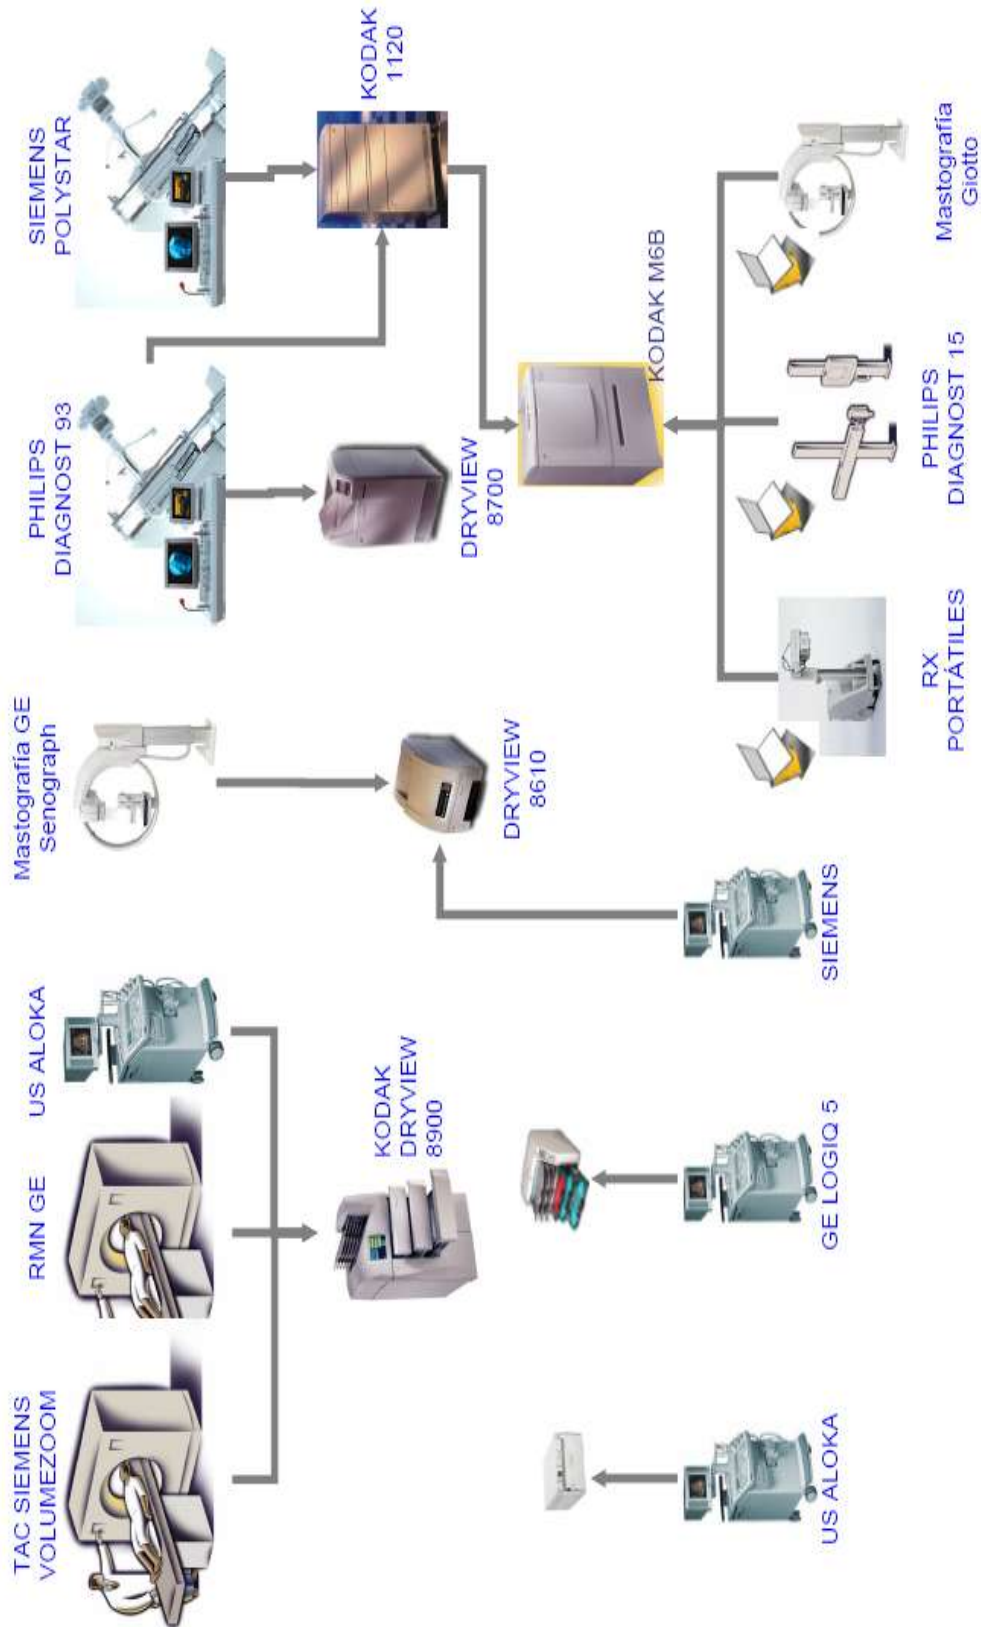 TAC SIEMENS
VOLUMEZOOM
RMN GE
US ALOKA
Mastografía GE
Senograph
PHILIPS
DIAGNOST 93
SIEMENS
POLYSTAR
KODAK
DRYVIEW
8900
DRYVIEW
8610
DRYVIEW
8700
KODAK
1120
KODAK M6B
US ALOKA
GE LOGIQ 5
SIEMENS
RX
PORTÁTILES
PHILIPS
DIAGNOST 15
Mastografía
Giotto